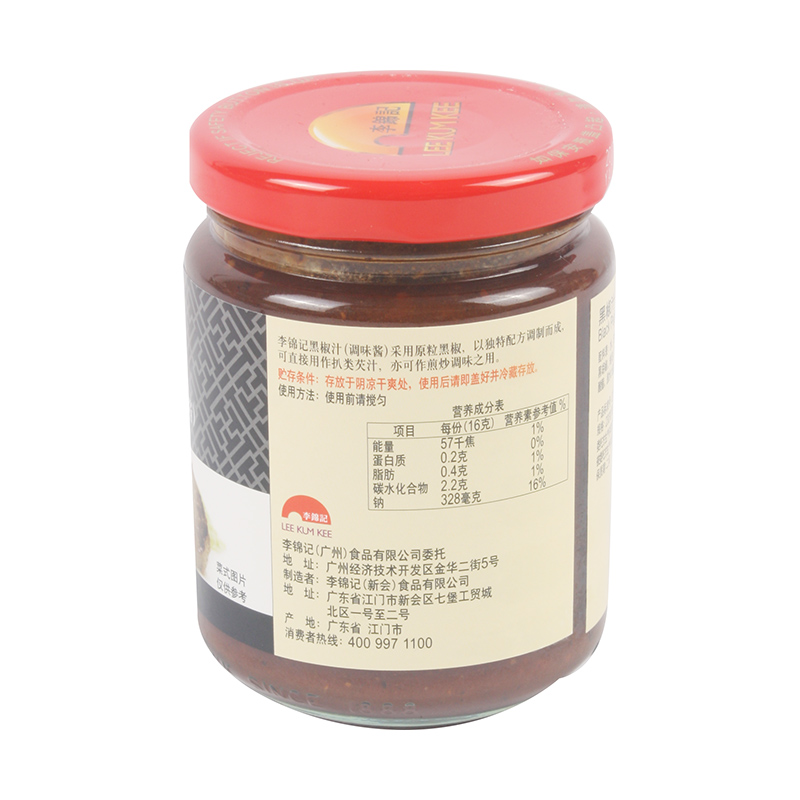 李錦記
LEE KUM KEE
李锦记黑椒汁(调味酱)采用原粒黑椒，以独特配方调制而成，
可直接用作扒类芡汁，亦可作煎炒调味之用。
贮存条件：存放于阴凉干爽处，使用后请即盖好并冷藏存放。
使用方法：使用前请搅匀
营养成分表
项目 每份(16克) 营养素参考值 %
能量 57千焦 1%
蛋白质 0.2克 0%
脂肪 0.4克 1%
碳水化合物 2.2克 1%
钠 328毫克 16%
李錦記
LEE KUM KEE
李锦记(广州)食品有限公司委托
地 址：广州经济技术开发区金华二街5号
制造者：李锦记(新会)食品有限公司
地 址：广东省江门市新会区七堡工贸城
北区一号至二号
产 地：广东省 江门市
消费者热线：400 997 1100
菜式图片
仅供参考
黑椒